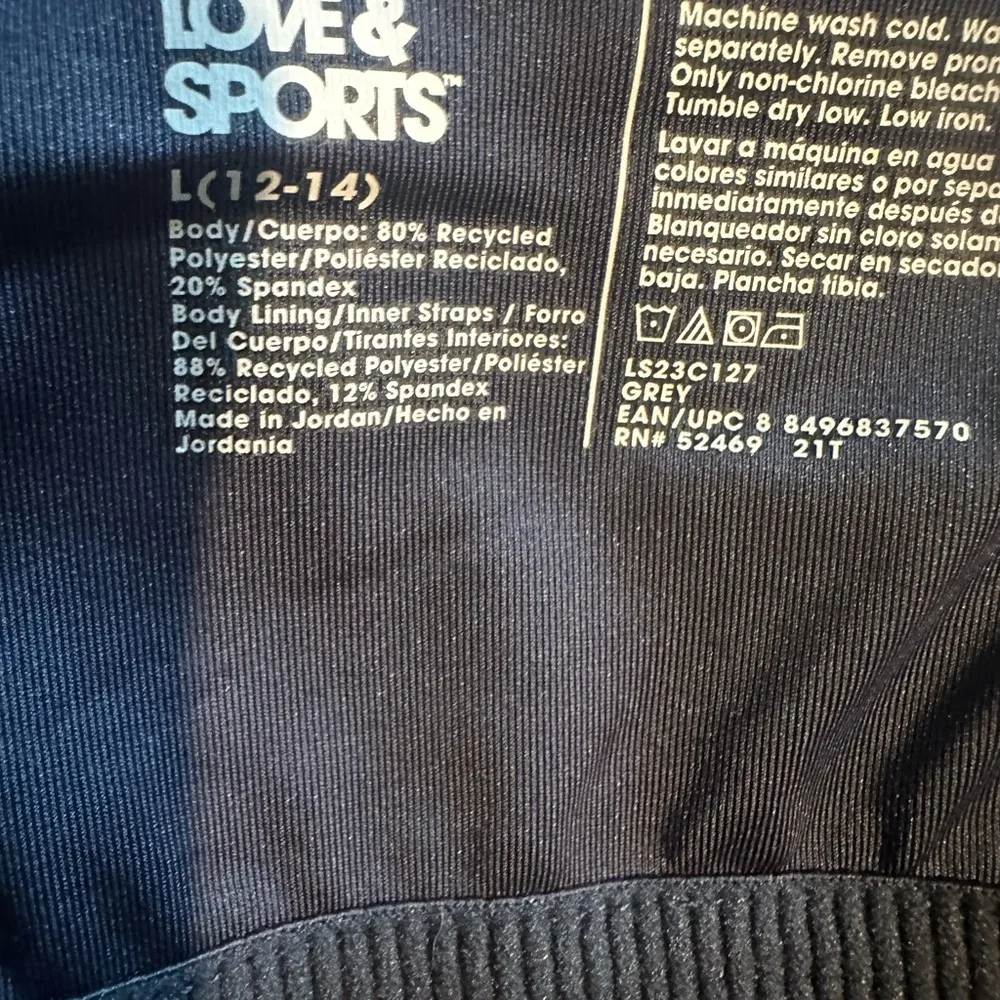 LOVE &
SPORTS™
L(12-14)
Body/Cuerpo: 80% Recycled
Polyester/Poliéster Reciclado,
20% Spandex
Body Lining/Inner Straps / Forro
Del Cuerpo/Tirantes Interiores:
88% Recycled Polyester/Poliéster
Reciclado, 12% Spandex
Made in Jordan/Hecho en
Jordania
Machine wash cold.
separately. Remove
Only non-chlorine bleach
Tumble dry low. Low iron.
Lavar a máquina en agua
colores similares o por
inmediatamente después
Blanqueador sin cloro
necesario. Secar en
baja. Plancha tibia.
LS23C127
GREY
EAN/UPC 8 8496837570
RN# 52469 21T